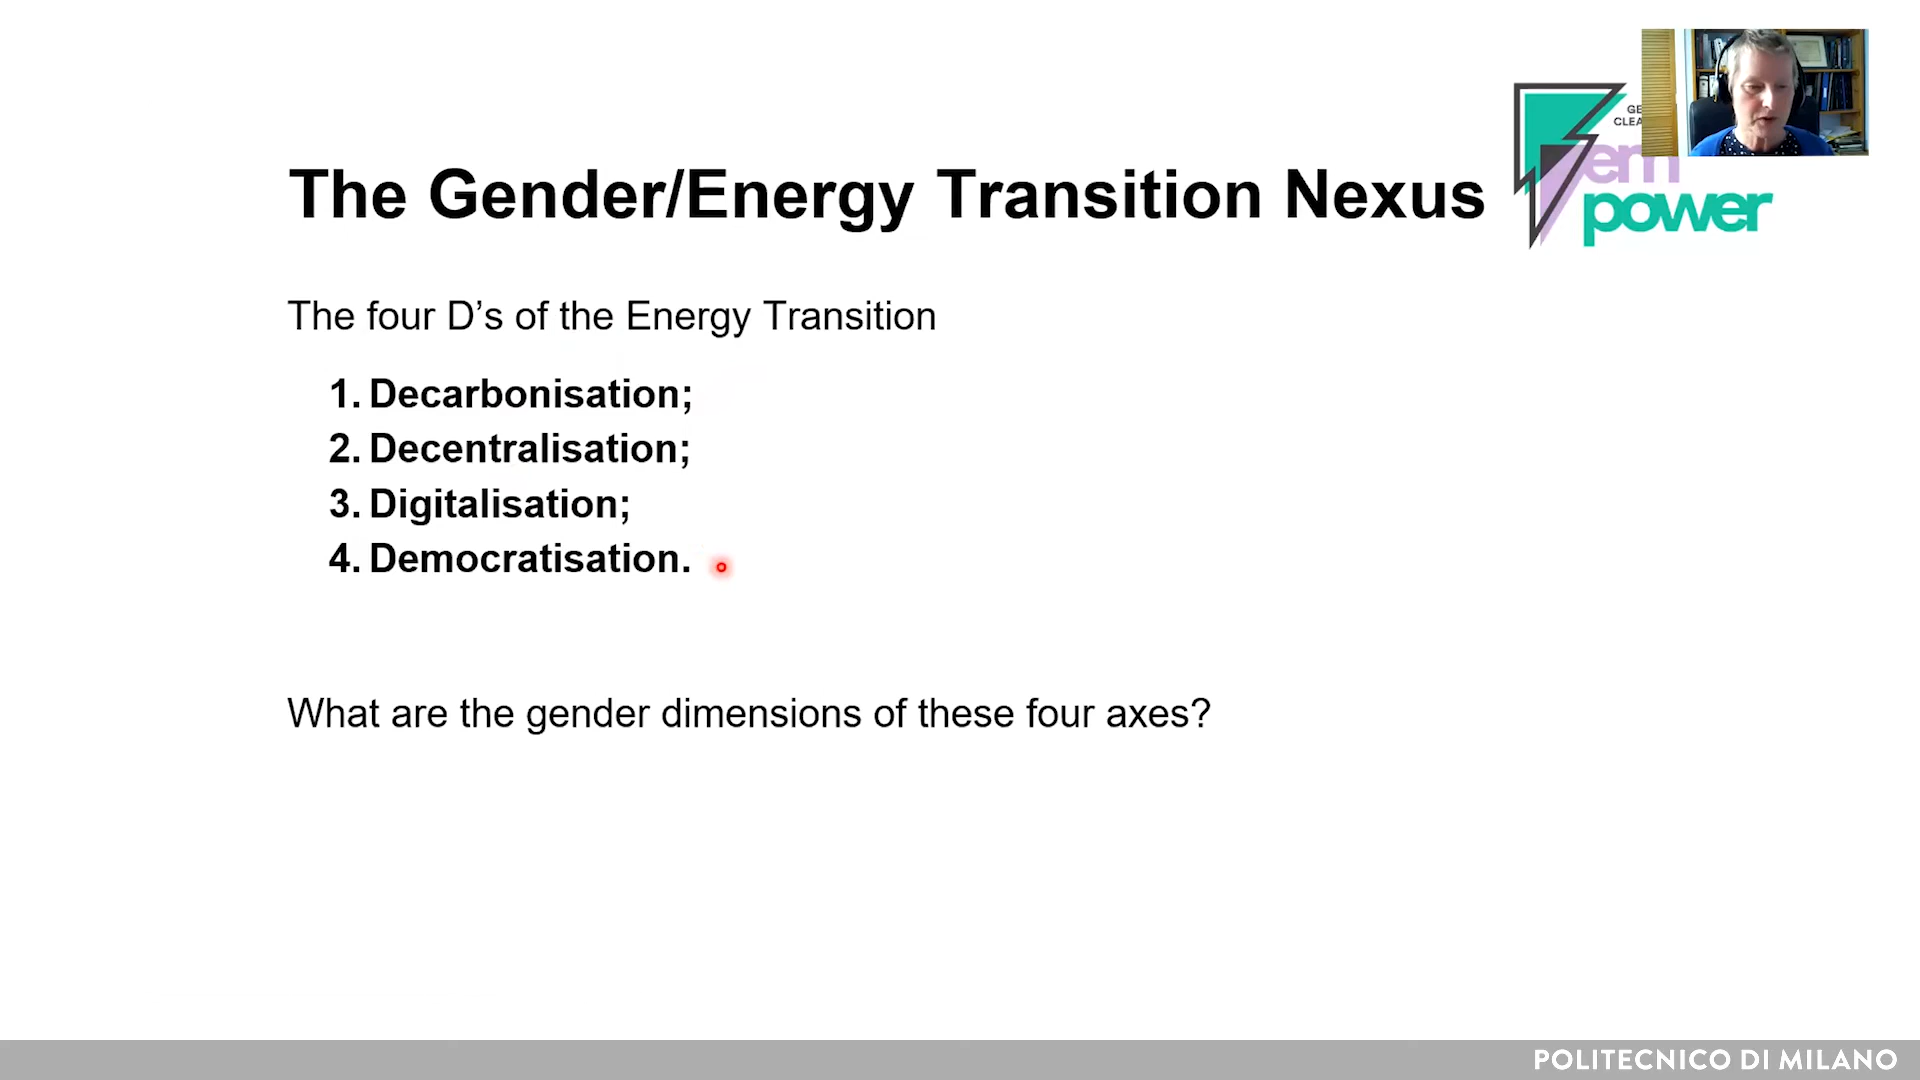 The Gender/Energy Transition Nexus
power
The four D’s of the Energy Transition
1. Decarbonisation;
2. Decentralisation;
3. Digitalisation;
4. Democratisation.
What are the gender dimensions of these four axes?
POLITECNICO DI MILANO